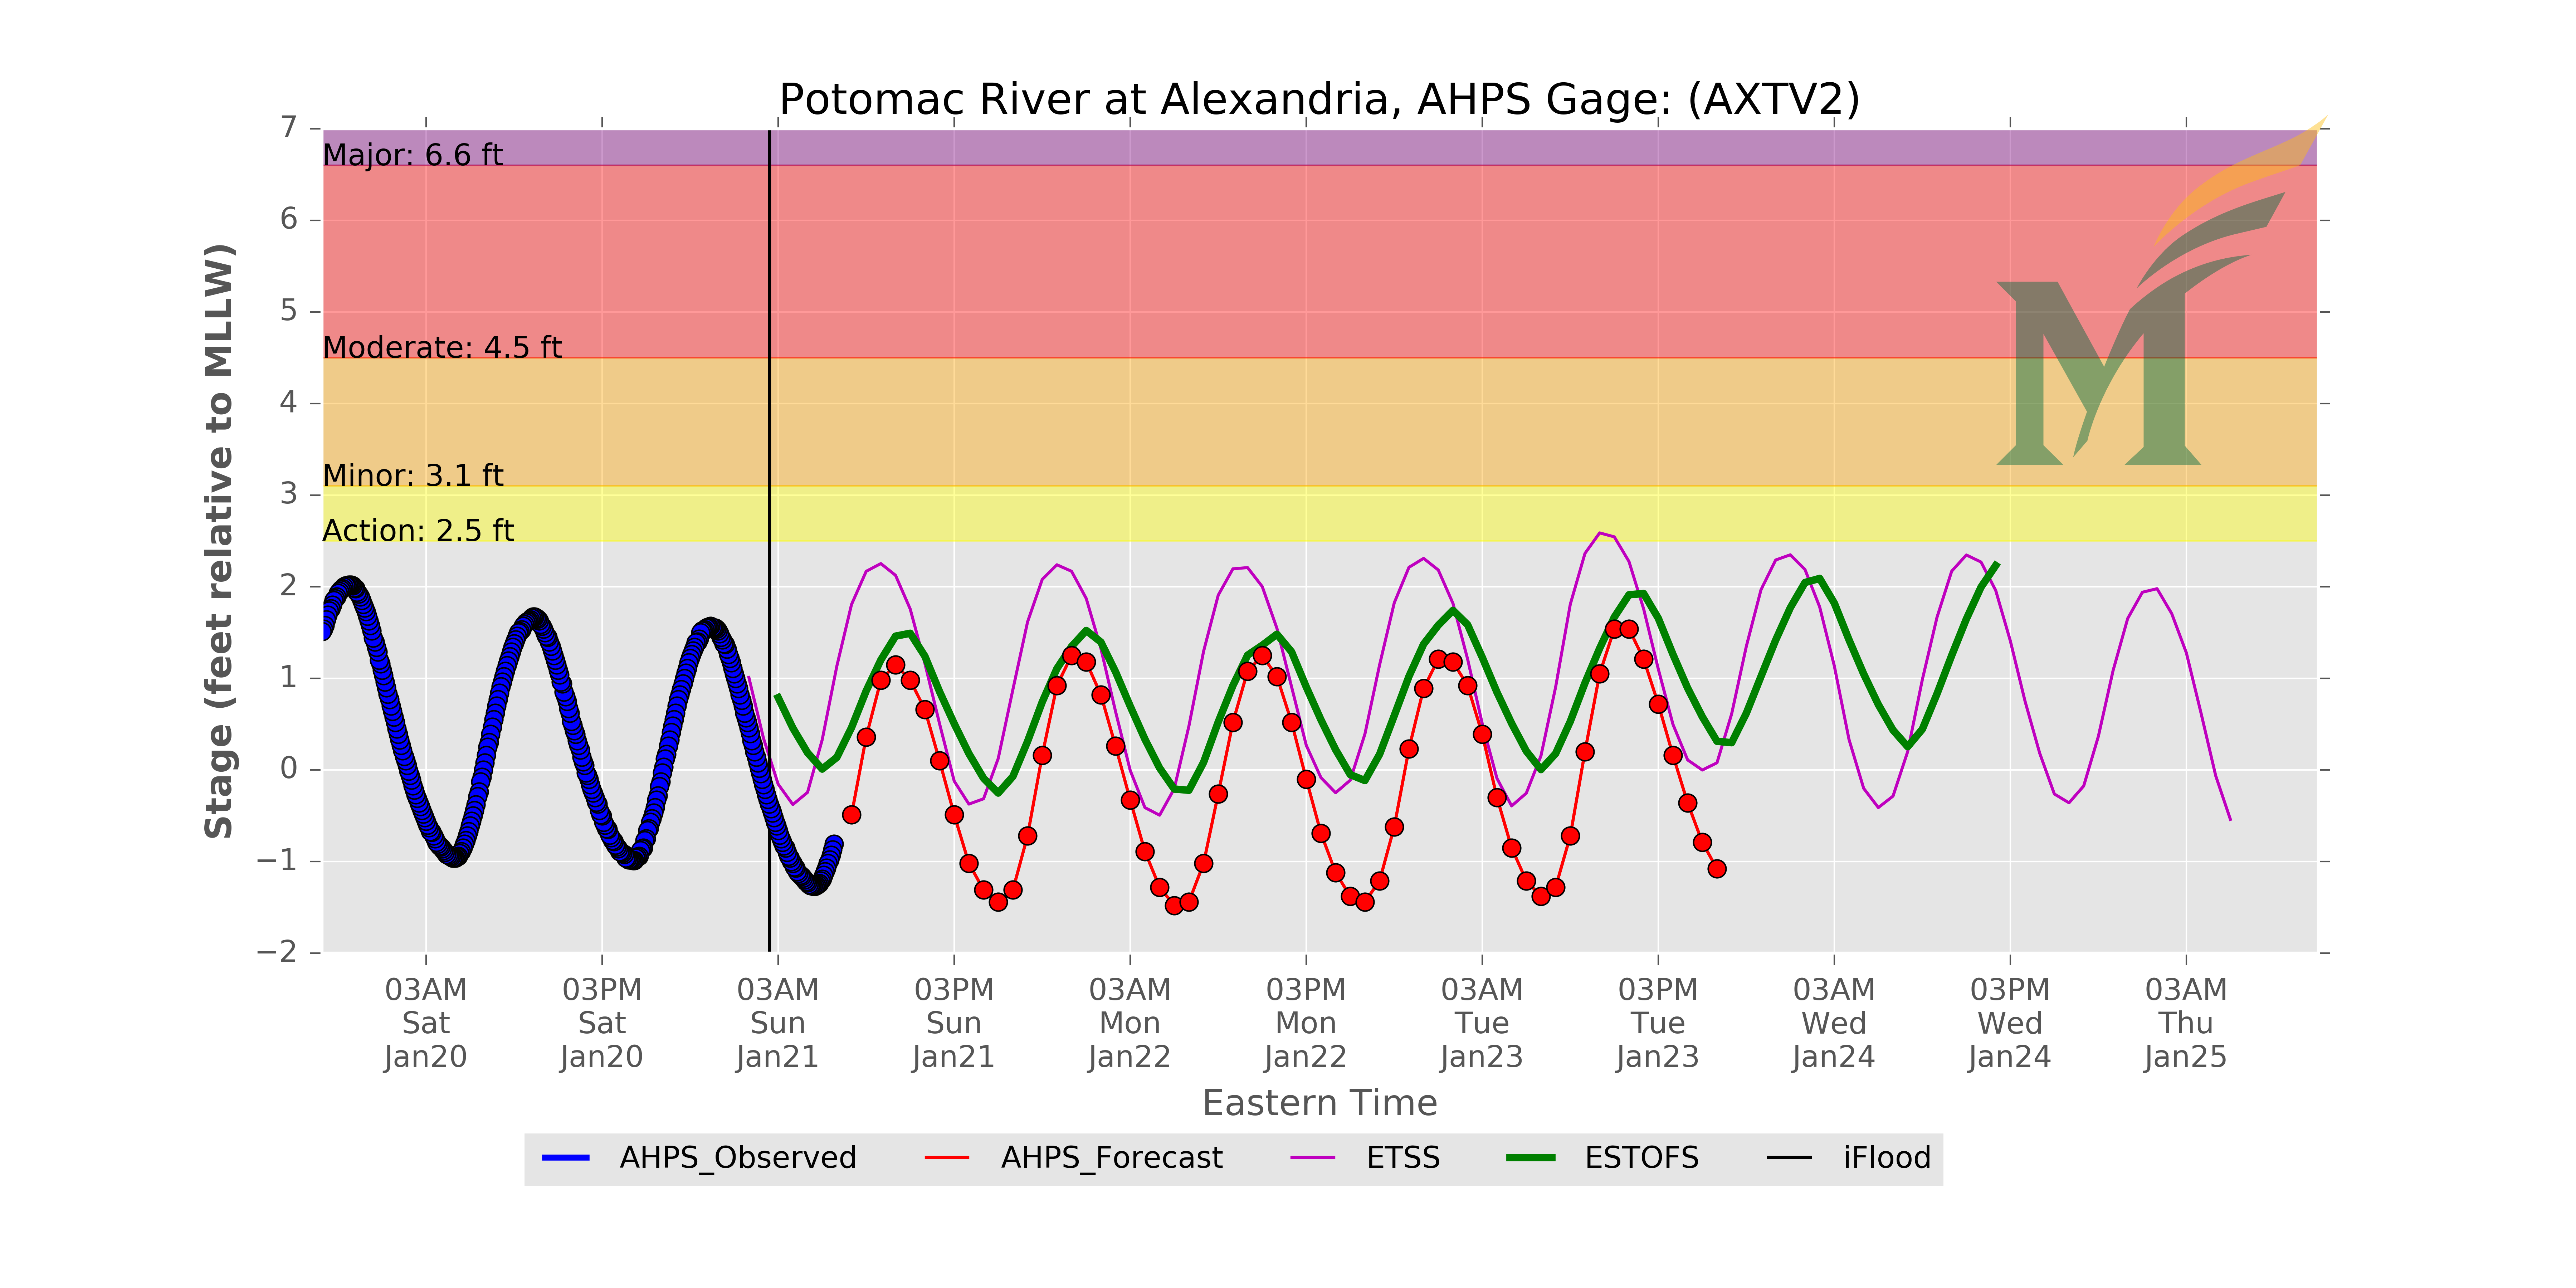 Potomac River at Alexandria, AHPS Gage: (AXTV2)
7
Major: 6.6 ft
6
5
Moderate: 4.5 ft
4
Minor: 3.1 ft
3
Action: 2.5 ft
2
1
0
−1
−2
Stage (feet relative to MLLW)
03AM 03PM 03AM 03PM 03AM 03PM 03AM 03PM 03AM 03PM 03AM
Sat Sat Sun Sun Mon Mon Tue Tue Wed Wed Thu
Jan20 Jan20 Jan21 Jan21 Jan22 Jan22 Jan23 Jan23 Jan24 Jan24 Jan25
Eastern Time
AHPS_Observed AHPS_Forecast ETSS ESTOFS iFlood
M